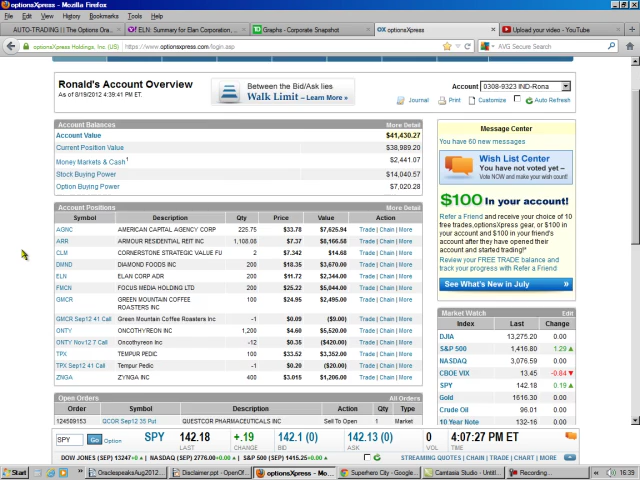 optionsXpress - Mozilla Firefox
File Edit View History Bookmarks Tools Help
AUTO-TRADING | | The Options Ora...
ELN: Summary for Elan Corporation, ...
Graphs - Corporate Snapshot
optionsXpress
Upload your video - YouTube
optionsXpress Holdings, Inc. (US) https://www.optionsxpress.com/login.asp
AVG Secure Search
Ronald's Account Overview
As of 8/19/2012 4:39:41 PM ET.
Between the Bid/Ask lies
Walk Limit – Learn More »
Account 0308-9323 IND-Rona
Journal Print Customize Auto Refresh
Account Balances More Detail
Account Value $41,430.27
Current Position Value $38,989.20
Money Markets & Cash1 $2,441.07
Stock Buying Power $14,040.57
Option Buying Power $7,020.28
Account Positions More Detail
Symbol Description Qty Price Value Action
AGNC AMERICAN CAPITAL AGENCY CORP 225.75 $33.78 $7,625.94 Trade | Chain | More
ARR ARMOUR RESIDENTIAL REIT INC 1,108.08 $7.37 $8,166.58 Trade | Chain | More
CLM CORNERSTONE STRATEGIC VALUE FU 2 $7.342 $14.68 Trade | Chain | More
DMND DIAMOND FOODS INC 200 $18.35 $3,670.00 Trade | Chain | More
ELN ELAN CORP ADR 200 $11.72 $2,344.00 Trade | Chain | More
FMCN FOCUS MEDIA HOLDING LTD 200 $25.22 $5,044.00 Trade | Chain | More
GMCR GREEN MOUNTAIN COFFEE ROASTERS INC 100 $24.95 $2,495.00 Trade | Chain | More
GMCR Sep12 41 Call Green Mountain Coffee Roasters -1 $0.09 ($9.00) Trade | Chain | More
ONTY ONCOTHYREON INC 1,200 $4.60 $5,520.00 Trade | Chain | More
ONTY Nov12 7 Call Oncothyreon Inc -12 $0.35 ($420.00) Trade | Chain | More
TPX TEMPUR PEDIC 100 $33.52 $3,352.00 Trade | Chain | More
TPX Sep12 41 Call Tempur Pedic -1 $0.20 ($20.00) Trade | Chain | More
ZNGA ZYNGA INC 400 $3.015 $1,206.00 Trade | Chain | More
Open Orders All Orders
Order Symbol Description Action Qty Type
124509153 QCOR Sep12 35 Put QUESTCOR PHARMACEUTICALS INC Sell To Open 1 Market
Message Center
You have 60 new messages
Wish List Center
You have not voted yet –
Vote NOW and make your wish count!
$100 In your account!
Refer a Friend and receive your choice of 10
free trades,optionsXpress gear, or $100 in
your account and $100 in your friend's
account after they have opened their
account and started trading!*
Review your FREE TRADE balance and
track your progress with Refer a Friend
See What's New in July »
Market Watch Edit
Index Last Change
DJIA 13,275.20 0.00
S&P 500 1,416.80 1.29
NASDAQ 3,076.59 0.00
CBOE VIX 13.45 -0.84
SPY 142.18 0.19
Gold 1616.30 0.00
Crude Oil 96.01 0.00
10 Year Note 0.00
SPY Go Option SPY 142.18 +.19 142.1 (0) 142.13 (0) 0 4:07:27 PM ET
LAST CHANGE BID ASK VOL TIME
DOW JONES (SEP) 13247 +0 | NASDAQ (SEP) 2776.00 +0.00 | S&P 500 (SEP) 1415.25 +0.00 STREAMING QUOTES | CHAIN | TRADE | CHART | MORE
Start Oraclespeaksaug2012... Disclaimer.ppt - OpenOf... optionsXpress - Mo... Superhero City - Googl... Camtasia Studio - Untitl... Recording... 16:39